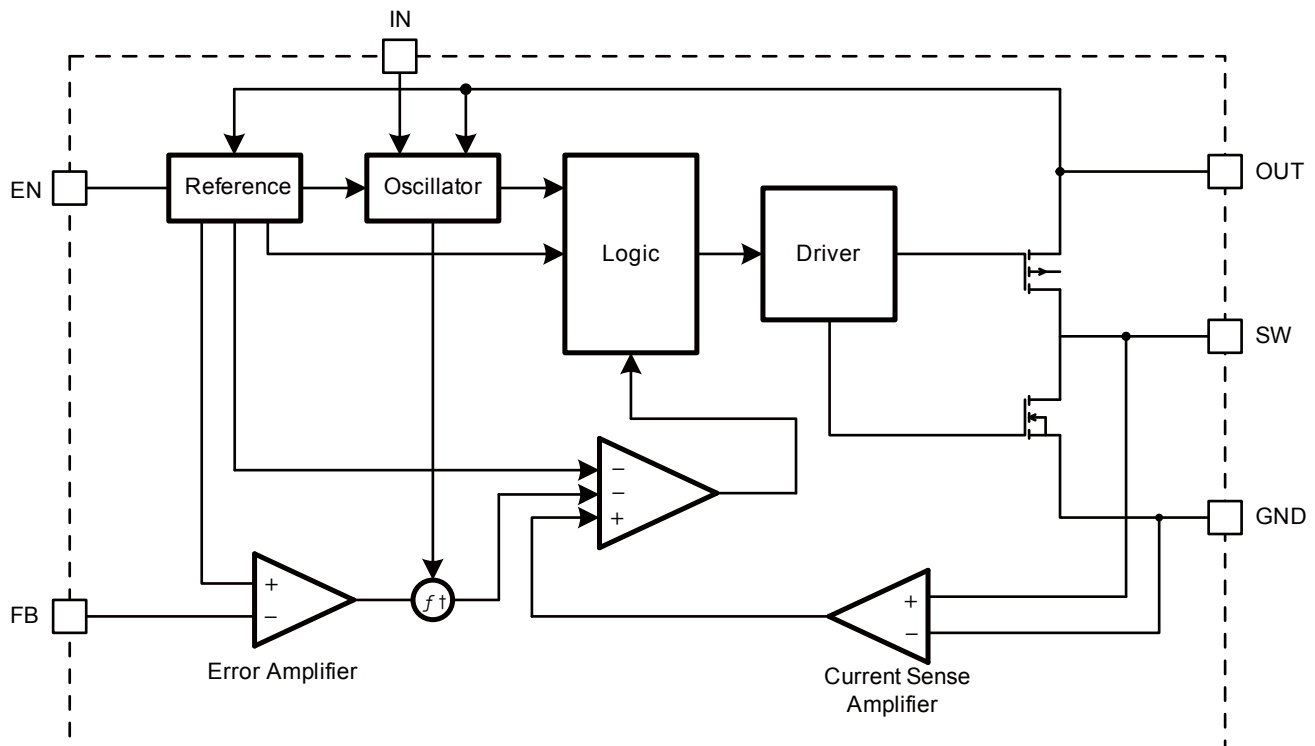 IN
EN
Reference
Oscillator
Logic
Driver
OUT
SW
GND
−
−
+
FB
+
−
ƒ†
+
−
Error Amplifier
Current Sense
Amplifier